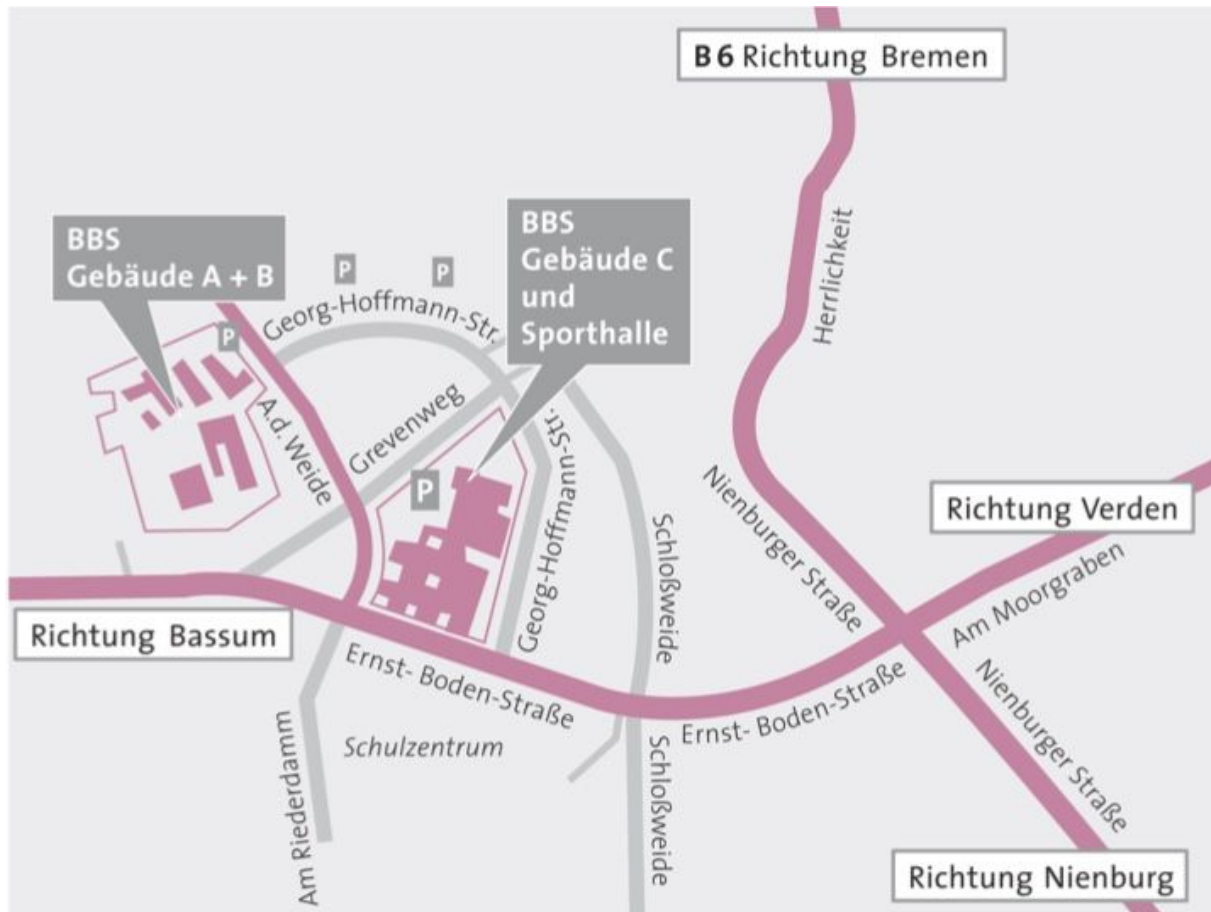 B 6 Richtung Bremen
BBS
Gebäude A + B
BBS
Gebäude C
und
Sporthalle
P
P
P
P
Georg-Hoffmann-Str.
Herrlichkeit
A.d. Weide
Grevenweg
Georg-Hoffmann-Str.
Schloßweide
Nienburger Straße
Richtung Verden
Am Moorgraben
Richtung Bassum
Ernst- Boden-Straße
Ernst- Boden-Straße
Nienburger Straße
Am Riederdamm
Schulzentrum
Schloßweide
Richtung Nienburg